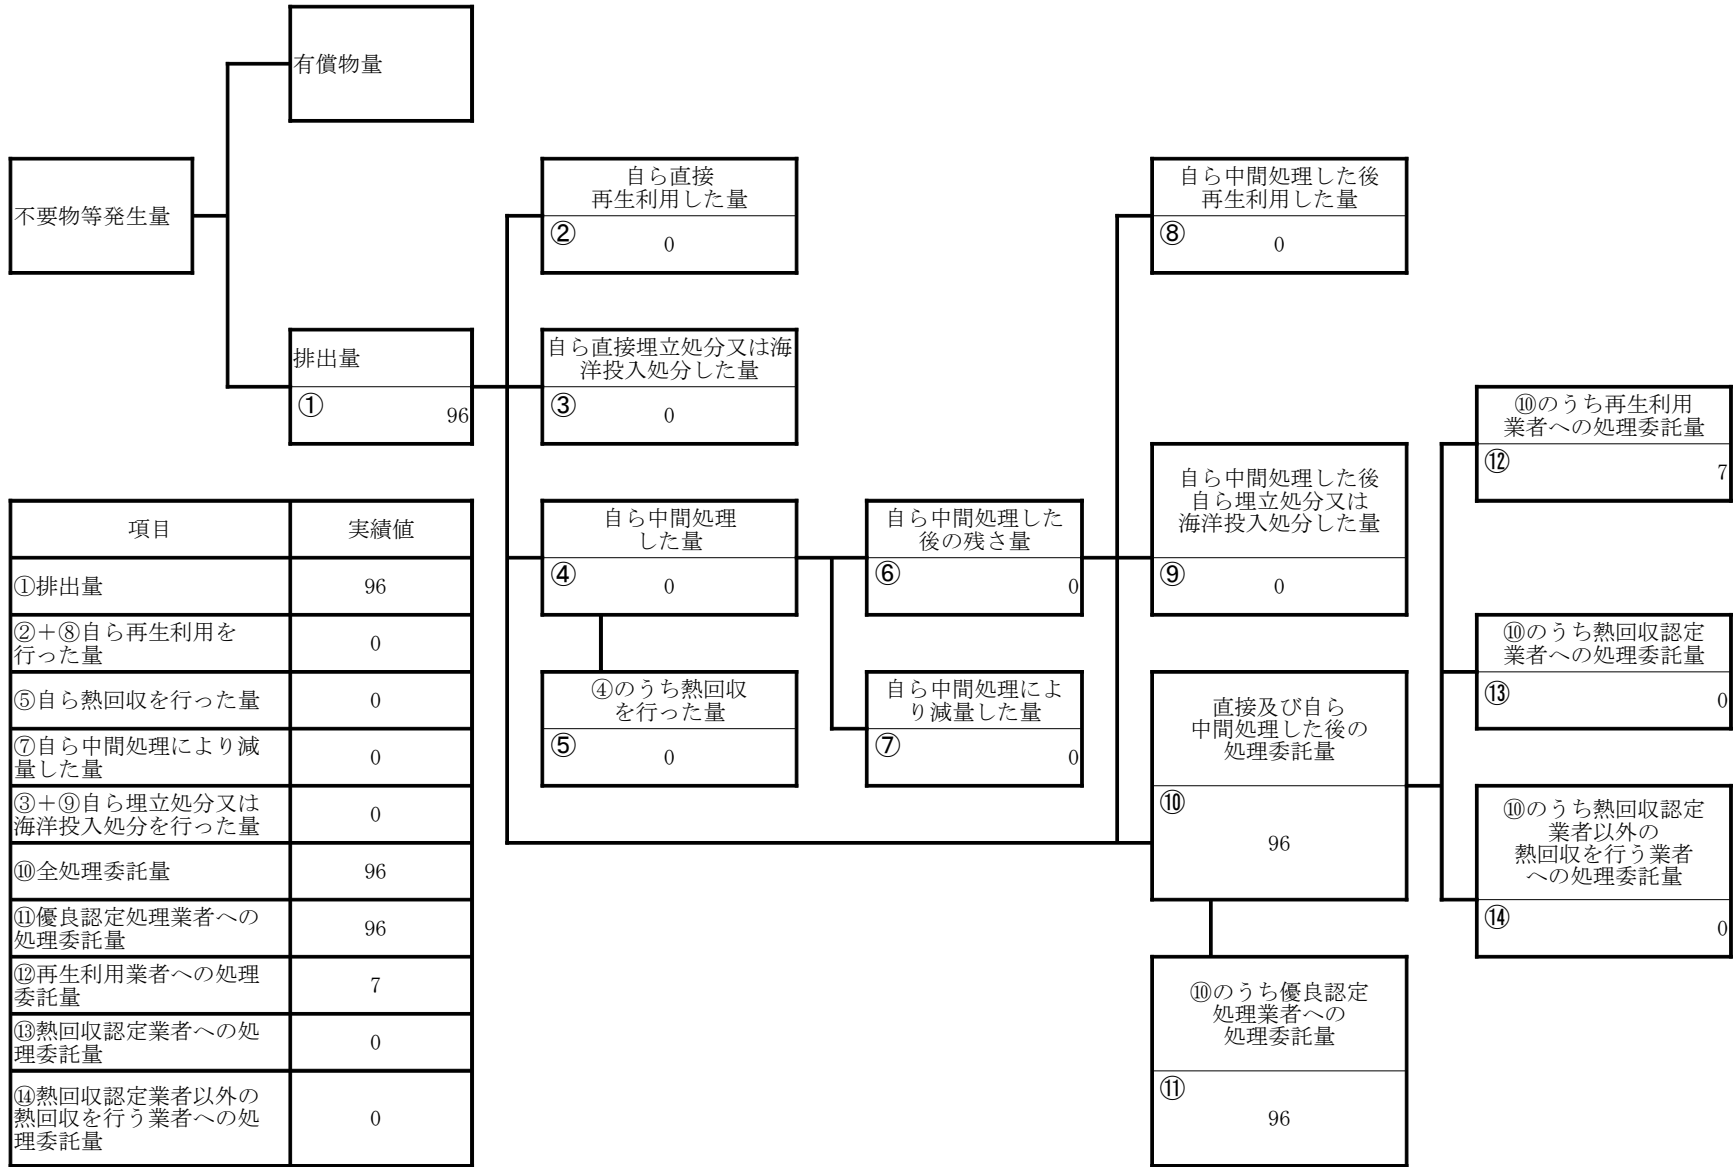 有償物量
不要物等発生量
自ら直接
再生利用した量
②
0
自ら中間処理した後
再生利用した量
⑧
0
排出量
①
96
自ら直接埋立処分又は海
洋投入処分した量
③
0
⑩のうち再生利用
業者への処理委託量
⑫
7
自ら中間処理
した量
④
0
自ら中間処理した
後の残さ量
⑥
0
自ら中間処理した後
自ら埋立処分又は
海洋投入処分した量
⑨
0
⑩のうち熱回収認定
業者への処理委託量
⑬
0
④のうち熱回収
を行った量
⑤
0
自ら中間処理によ
り減量した量
⑦
0
直接及び自ら
中間処理した後の
処理委託量
⑩
96
⑩のうち熱回収認定
業者以外の
熱回収を行う業者
への処理委託量
⑭
0
⑩のうち優良認定
処理業者への
処理委託量
⑪
96
項目 実績値
①排出量 96
②+⑧自ら再生利用を
行った量 0
⑤自ら熱回収を行った量 0
⑦自ら中間処理により減
量した量 0
③+⑨自ら埋立処分又は
海洋投入処分を行った量 0
⑩全処理委託量 96
⑪優良認定処理業者への
処理委託量 96
⑫再生利用業者への処理
委託量 7
⑬熱回収認定業者への処
理委託量 0
⑭熱回収認定業者以外の
熱回収を行う業者への処
理委託量 0